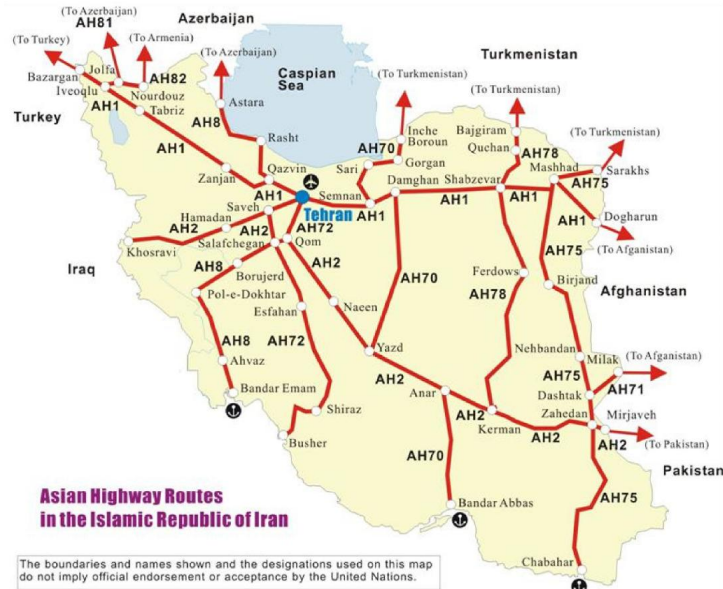 Azerbaijan
AH81
(To Azerbaijan)
(To Turkey)
(To Armenia)
(To Azerbaijan)
Jolfa
Bazargan
Iveoqlu
AH82
Nourdouz
Turkey
AH1
Tabriz
Astara
AH8
Rasht
Caspian
Sea
Turkmenistan
(To Turkmenistan)
(To Turkmenistan)
(To Turkmenistan)
Inche
Boroun
AH70
Sari
Gorgan
Bajgiram
Quchan
AH78
Mashhad
AH75
Sarakhs
AH1
Zanjan
Qazvin
AH1
Semnan
Damghan
Shabzevar
AH1
AH1
AH1
AH1
Dogharun
(To Afganistan)
Tehran
Saveh
Hamadan
AH2
AH2
AH72
Khosravi
Salafchegan
Qom
Iraq
AH8
AH2
Borujerd
Pol-e-Dokhtar
Esfahan
Naeen
AH70
AH75
Ferdows
AH78
Birjand
Afghanistan
AH8
AH72
Ahvaz
Yazd
Nehbandan
Milak
(To Afganistan)
AH75
AH71
Bandar Emam
AH2
Anar
Dashtak
Shiraz
AH2
Kerman
Zahedan
Mirjaveh
Busher
AH2
AH2
(To Pakistan)
AH70
Pakistan
AH75
Bandar Abbas
Chabahar
Asian Highway Routes
in the Islamic Republic of Iran
The boundaries and names shown and the designations used on this map
do not imply official endorsement or acceptance by the United Nations.